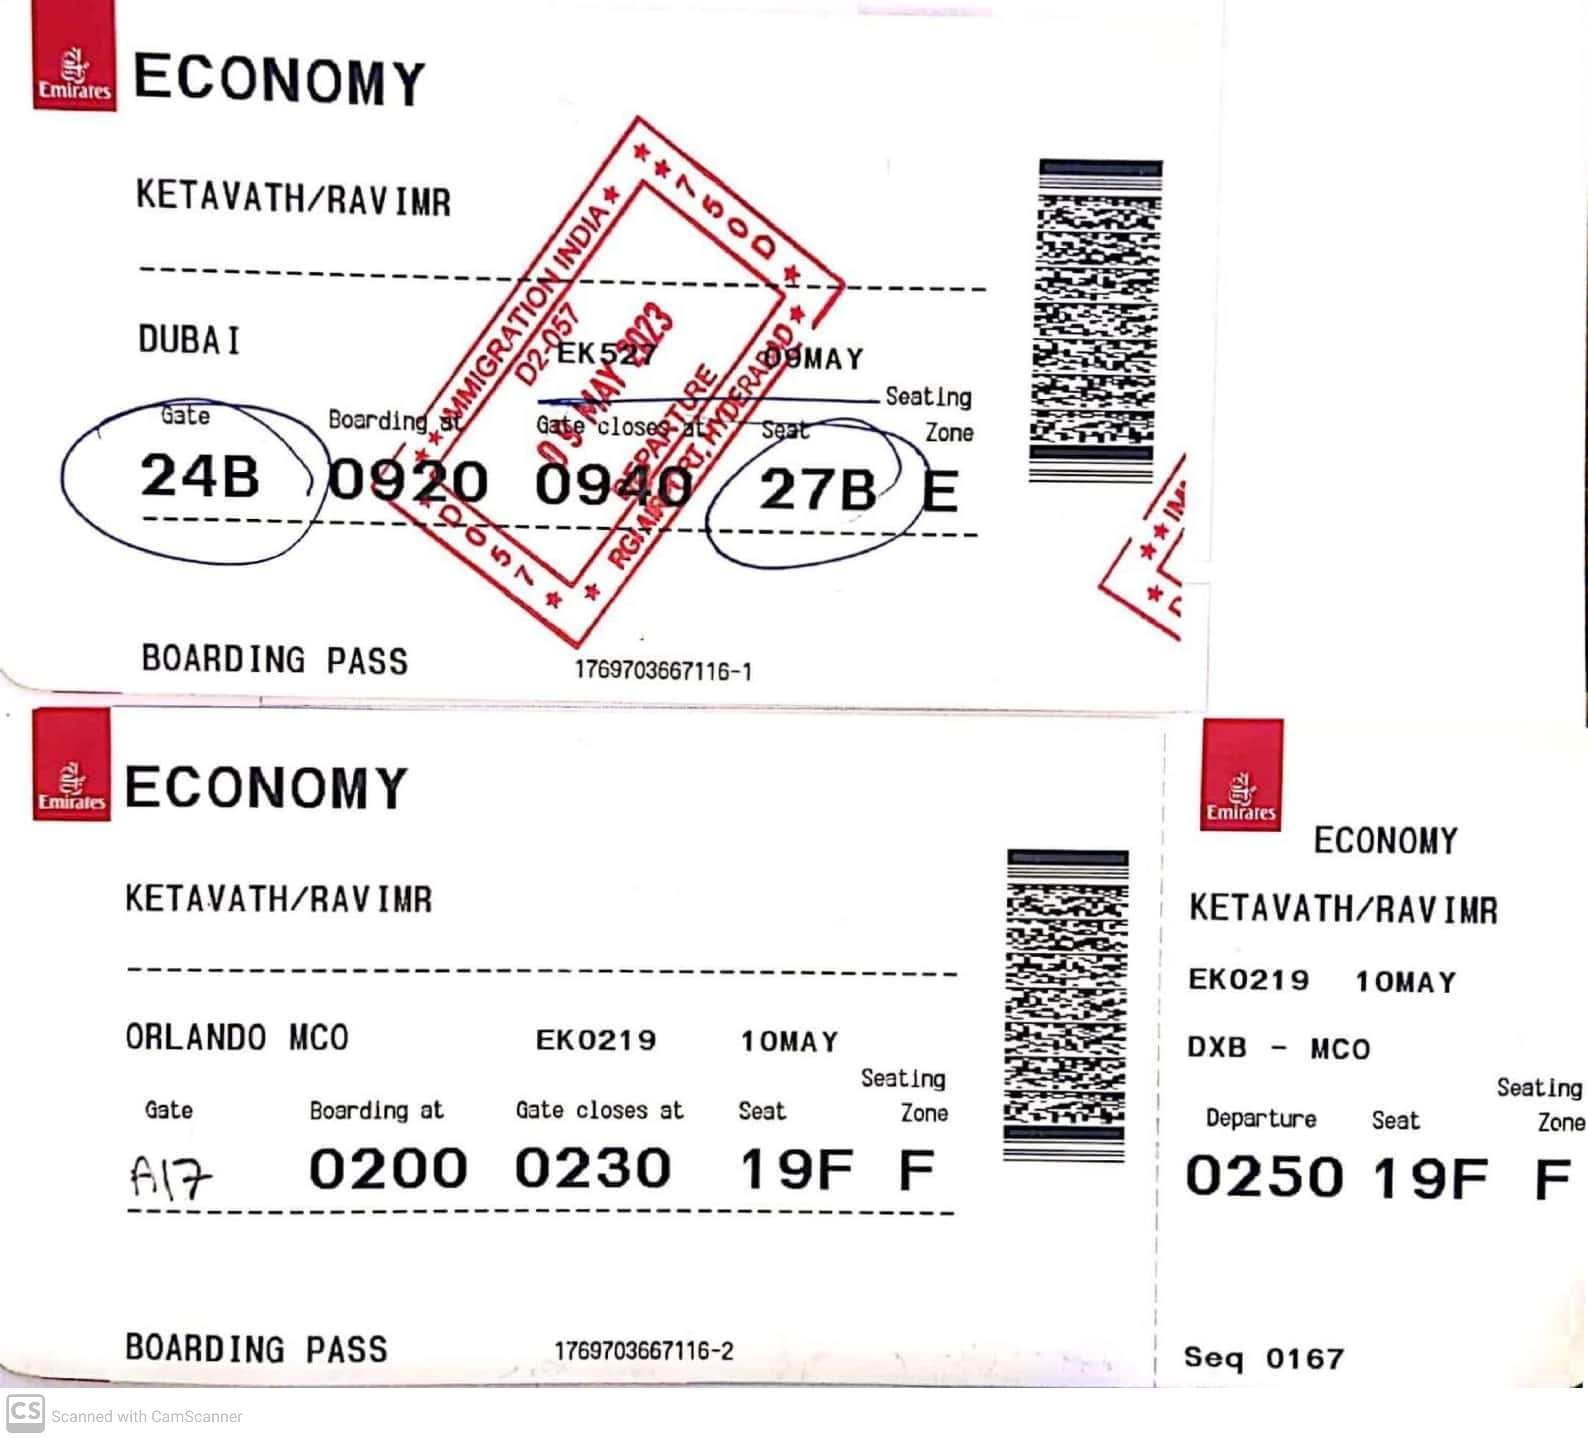 Emirates
ECONOMY
KETAVATH/RAVIMR
DUBAI EK527 09MAY
Gate Boarding at Gate closes at Seat Seating Zone
24B 0920 0940 27B E
BOARDING PASS 1769703667116-1
★ IMMIGRATION INDIA ★
★ ★ 750D ★
D2-057
09 MAY 2023
DEPARTURE
★ RGI AIRPORT, HYDERABAD ★
★ D057 ★
★ ★ IM
Emirates
ECONOMY
KETAVATH/RAVIMR
ORLANDO MCO EK0219 10MAY
Gate Boarding at Gate closes at Seat Seating Zone
A17 0200 0230 19F F
BOARDING PASS 1769703667116-2
Emirates
ECONOMY
KETAVATH/RAVIMR
EK0219 10MAY
DXB - MCO
Departure Seat Seating Zone
0250 19F F
Seq 0167
CS Scanned with CamScanner